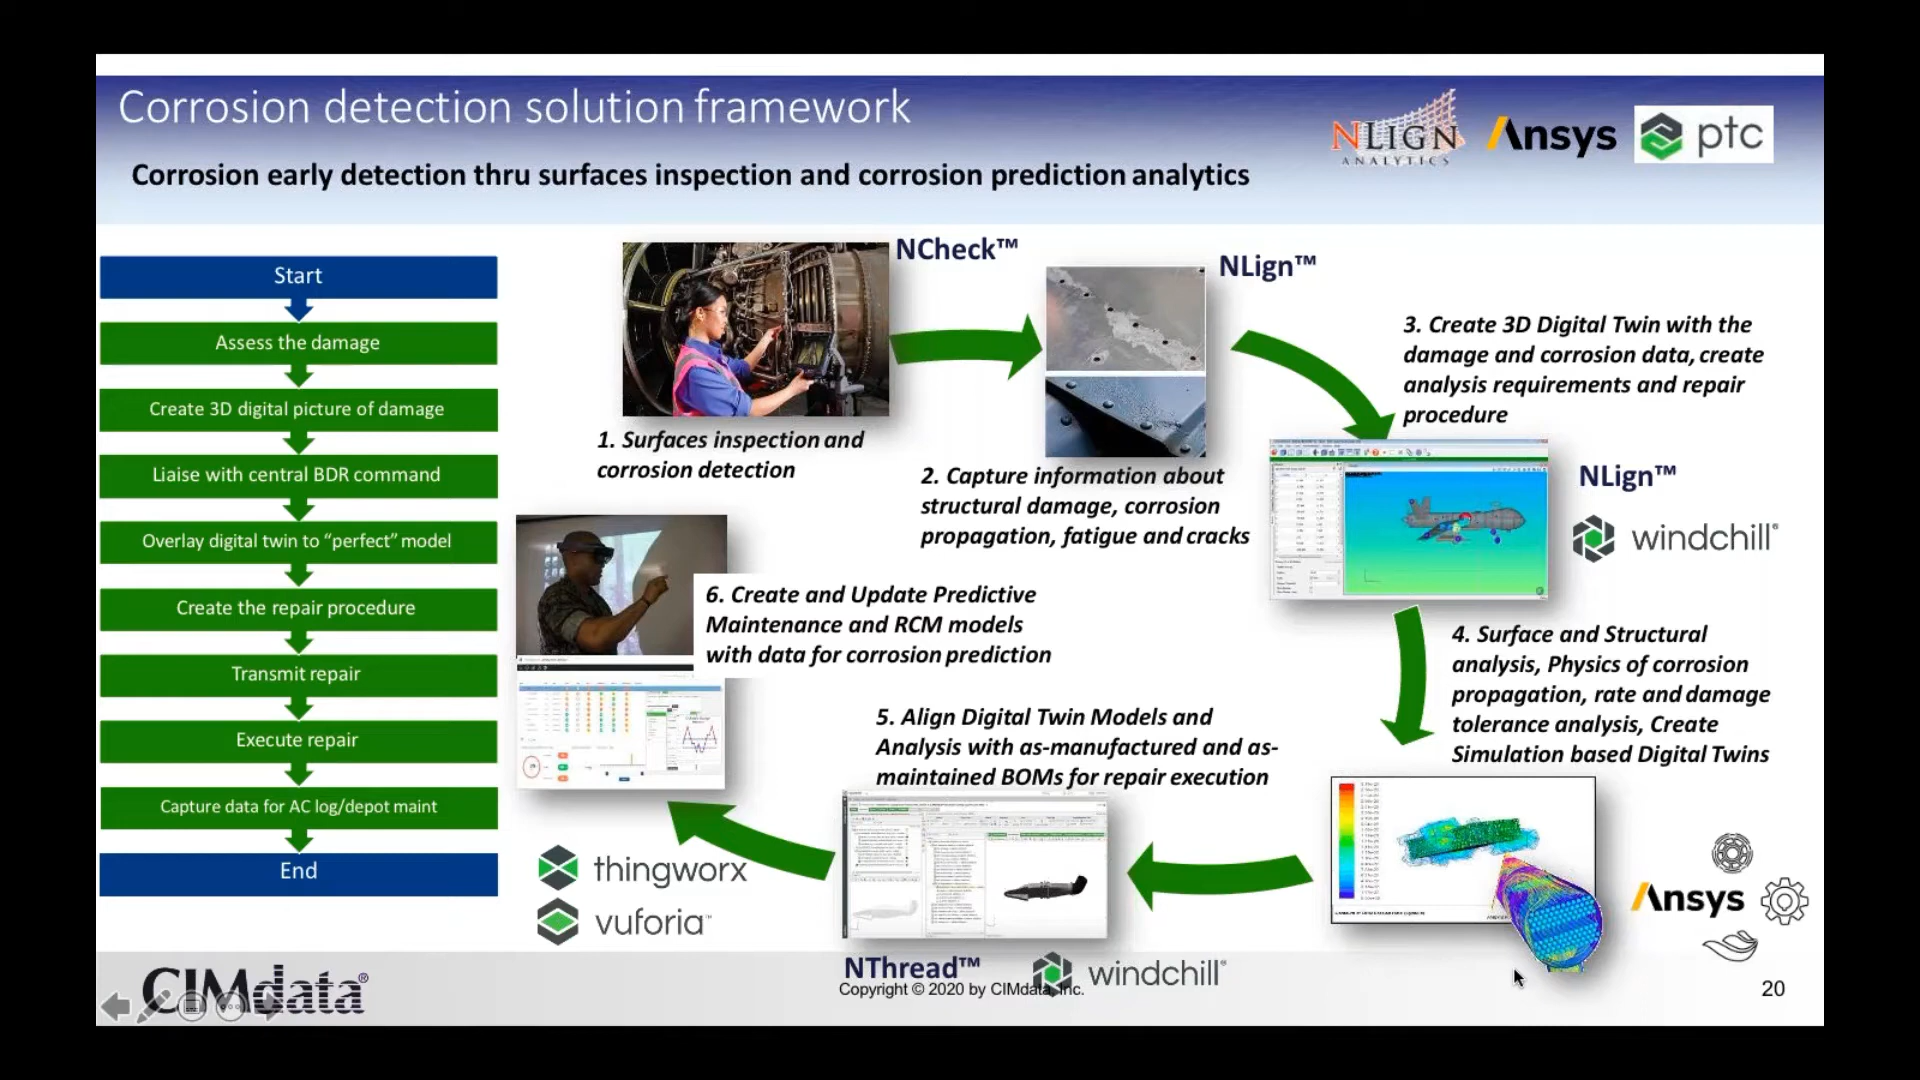 Corrosion detection solution framework
NLIGN
ANALYTICS
Ansys
ptc
Corrosion early detection thru surfaces inspection and corrosion prediction analytics
Start
Assess the damage
Create 3D digital picture of damage
Liaise with central BDR command
Overlay digital twin to “perfect” model
Create the repair procedure
Transmit repair
Execute repair
Capture data for AC log/depot maint
End
NCheck™
1. Surfaces inspection and
corrosion detection
NLign™
2. Capture information about
structural damage, corrosion
propagation, fatigue and cracks
3. Create 3D Digital Twin with the
damage and corrosion data, create
analysis requirements and repair
procedure
NLign™
windchill®
4. Surface and Structural
analysis, Physics of corrosion
propagation, rate and damage
tolerance analysis, Create
Simulation based Digital Twins
Ansys
5. Align Digital Twin Models and
Analysis with as-manufactured and as-
maintained BOMs for repair execution
NThread™
windchill®
6. Create and Update Predictive
Maintenance and RCM models
with data for corrosion prediction
thingworx
vuforia™
CIMdata®
Copyright © 2020 by CIMdata, Inc.
20